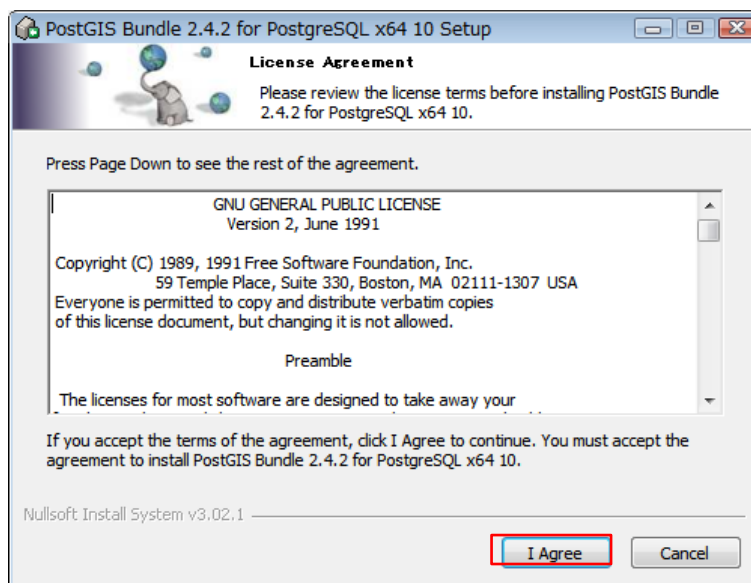 PostGIS Bundle 2.4.2 for PostgreSQL x64 10 Setup
License Agreement
Please review the license terms before installing PostGIS Bundle
2.4.2 for PostgreSQL x64 10.
Press Page Down to see the rest of the agreement.
GNU GENERAL PUBLIC LICENSE
Version 2, June 1991
Copyright (C) 1989, 1991 Free Software Foundation, Inc.
59 Temple Place, Suite 330, Boston, MA 02111-1307 USA
Everyone is permitted to copy and distribute verbatim copies
of this license document, but changing it is not allowed.
Preamble
The licenses for most software are designed to take away your
If you accept the terms of the agreement, click I Agree to continue. You must accept the
agreement to install PostGIS Bundle 2.4.2 for PostgreSQL x64 10.
Nullsoft Install System v3.02.1
I Agree
Cancel